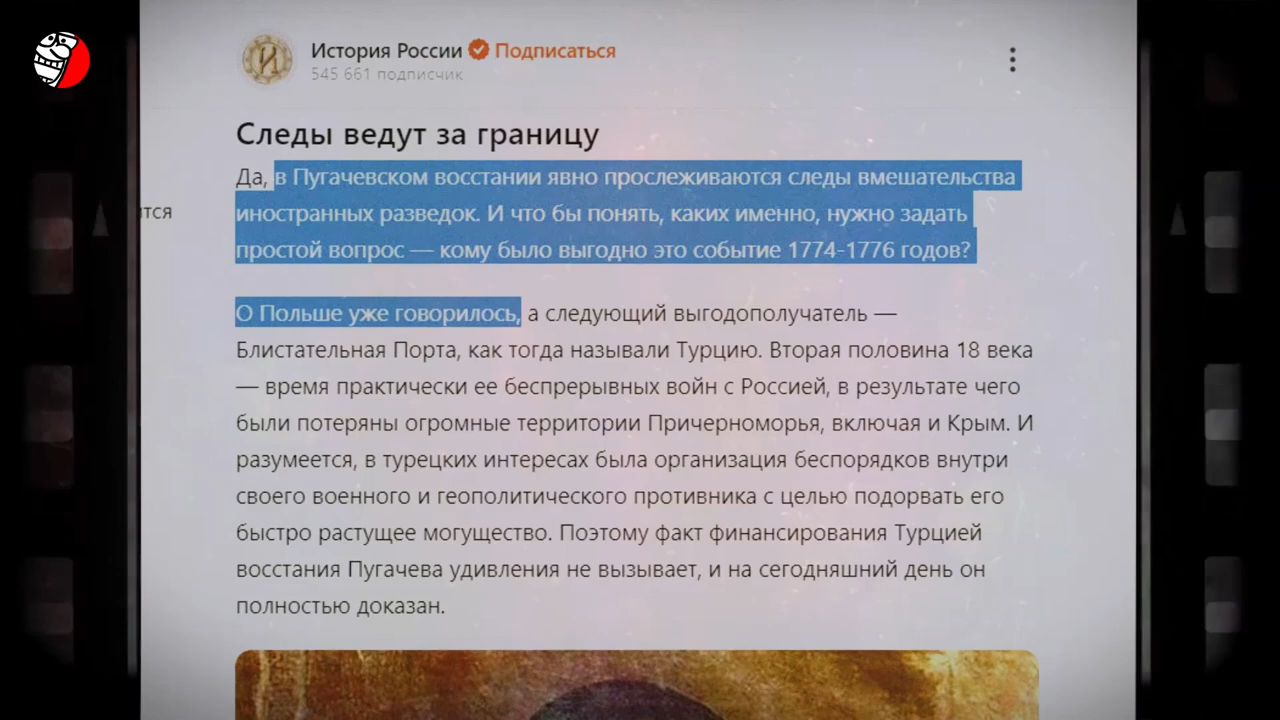 История России Подписаться
545 661 подписчик
Следы ведут за границу
Да, в Пугачевском восстании явно прослеживаются следы вмешательства
ится
иностранных разведок. И что бы понять, каких именно, нужно задать
простой вопрос — кому было выгодно это событие 1774-1776 годов?
О Польше уже говорилось, а следующий выгодополучатель —
Блистательная Порта, как тогда называли Турцию. Вторая половина 18 века
— время практически ее беспрерывных войн с Россией, в результате чего
были потеряны огромные территории Причерноморья, включая и Крым. И
разумеется, в турецких интересах была организация беспорядков внутри
своего военного и геополитического противника с целью подорвать его
быстро растущее могущество. Поэтому факт финансирования Турцией
восстания Пугачева удивления не вызывает, и на сегодняшний день он
полностью доказан.